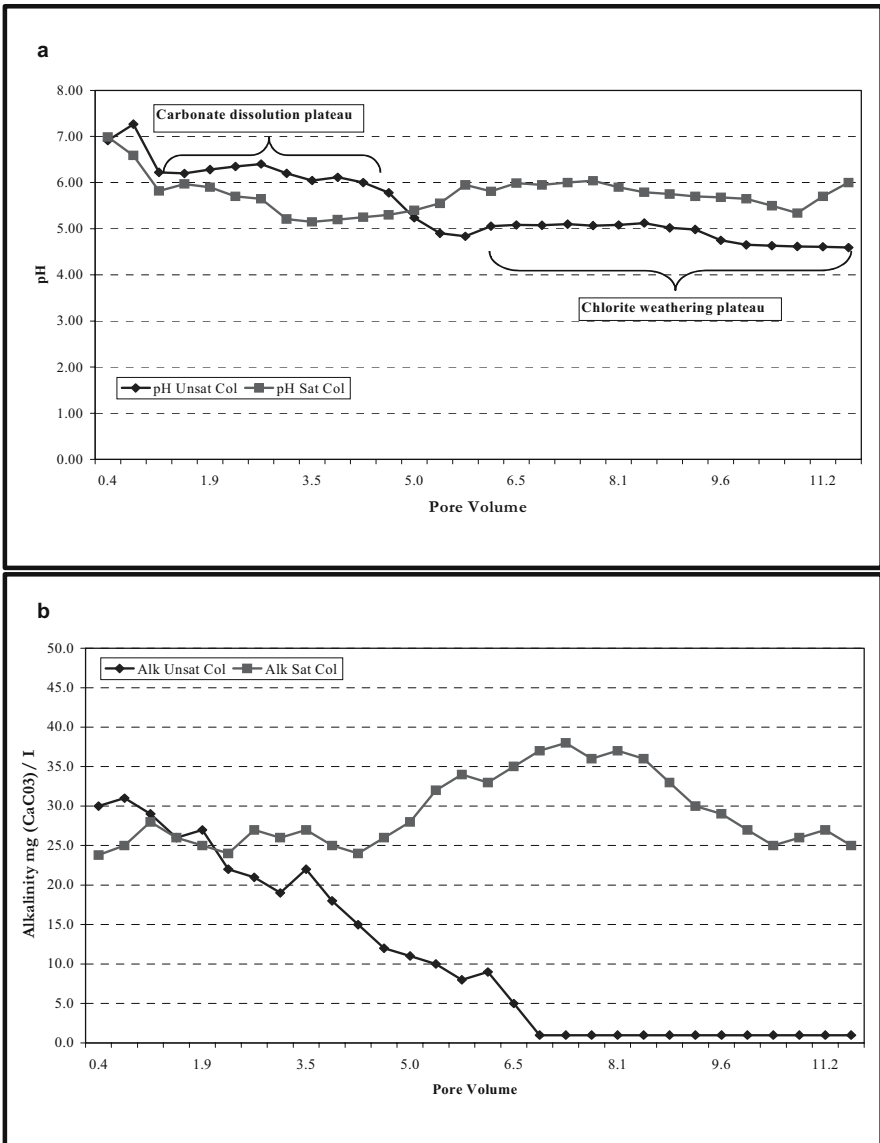 a
8.00
7.00
6.00
5.00
4.00
3.00
2.00
1.00
0.00
pH
Carbonate dissolution plateau
Chlorite weathering plateau
pH Unsat Col pH Sat Col
0.4 1.9 3.5 5.0 6.5 8.1 9.6 11.2
Pore Volume
b
50.0
45.0
40.0
35.0
30.0
25.0
20.0
15.0
10.0
5.0
0.0
Alkalinity mg (CaC03) / l
Alk Unsat Col Alk Sat Col
0.4 1.9 3.5 5.0 6.5 8.1 9.6 11.2
Pore Volume